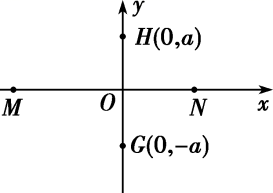 y
H(0,a)
M O N x
G(0,-a)